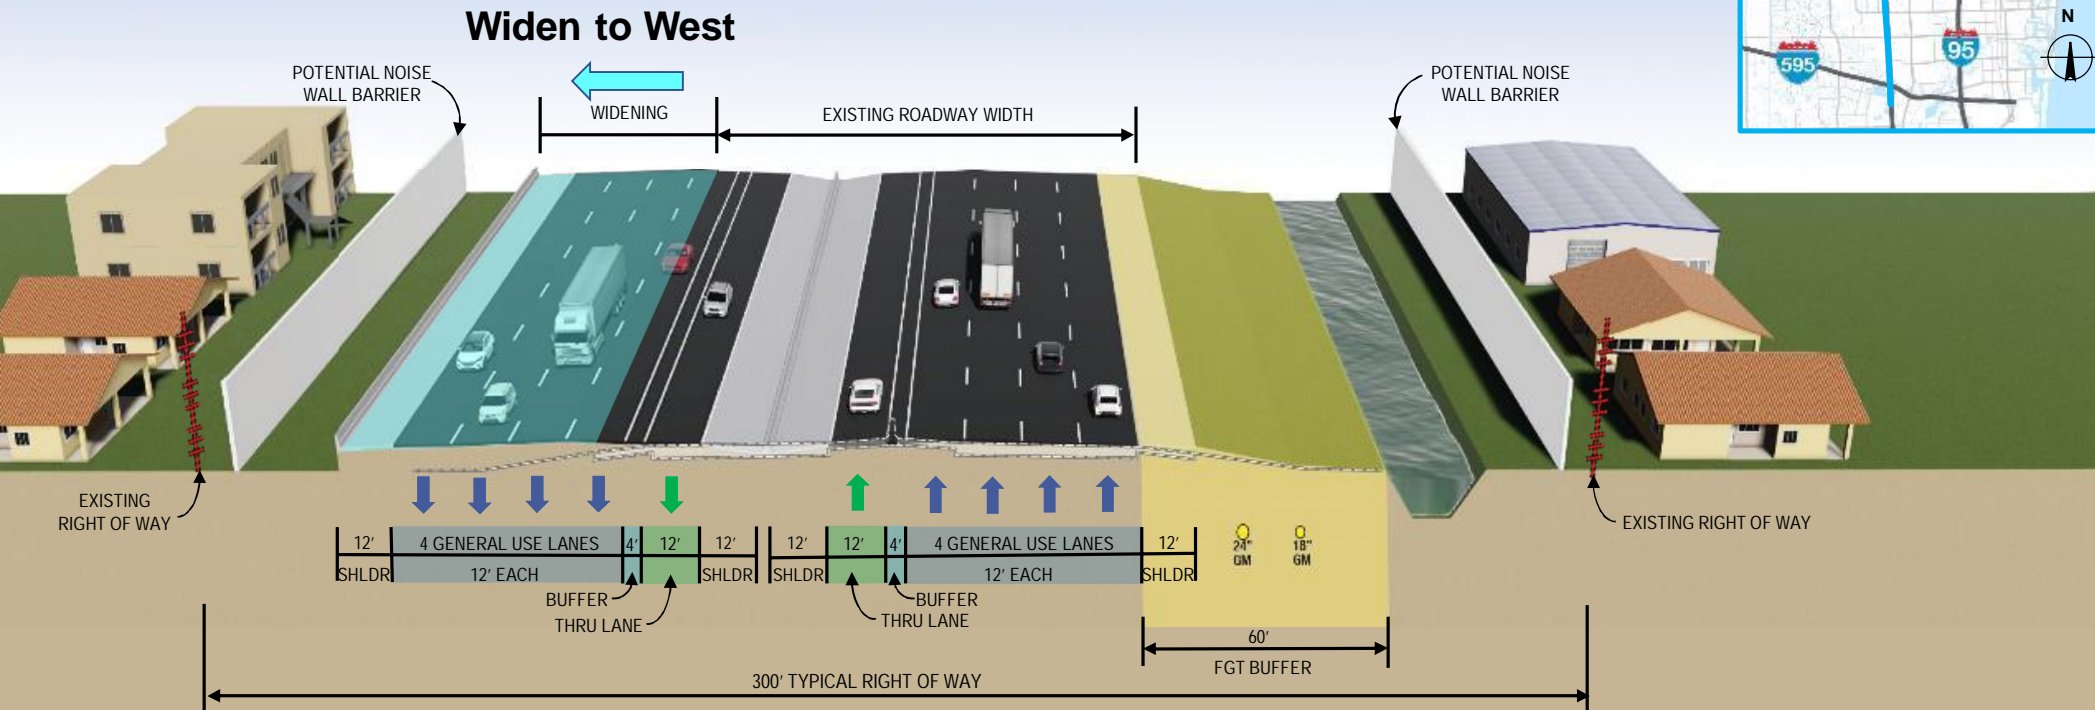 Widen to West
N
595
95
POTENTIAL NOISE
WALL BARRIER
WIDENING
EXISTING ROADWAY WIDTH
POTENTIAL NOISE
WALL BARRIER
EXISTING
RIGHT OF WAY
EXISTING RIGHT OF WAY
12' 4 GENERAL USE LANES 4' 12' 12' 12' 12' 4' 4 GENERAL USE LANES 12'
SHLDR 12' EACH SHLDR SHLDR 12' EACH SHLDR
24"
GM
18"
GM
BUFFER
THRU LANE
BUFFER
THRU LANE
60'
FGT BUFFER
300' TYPICAL RIGHT OF WAY